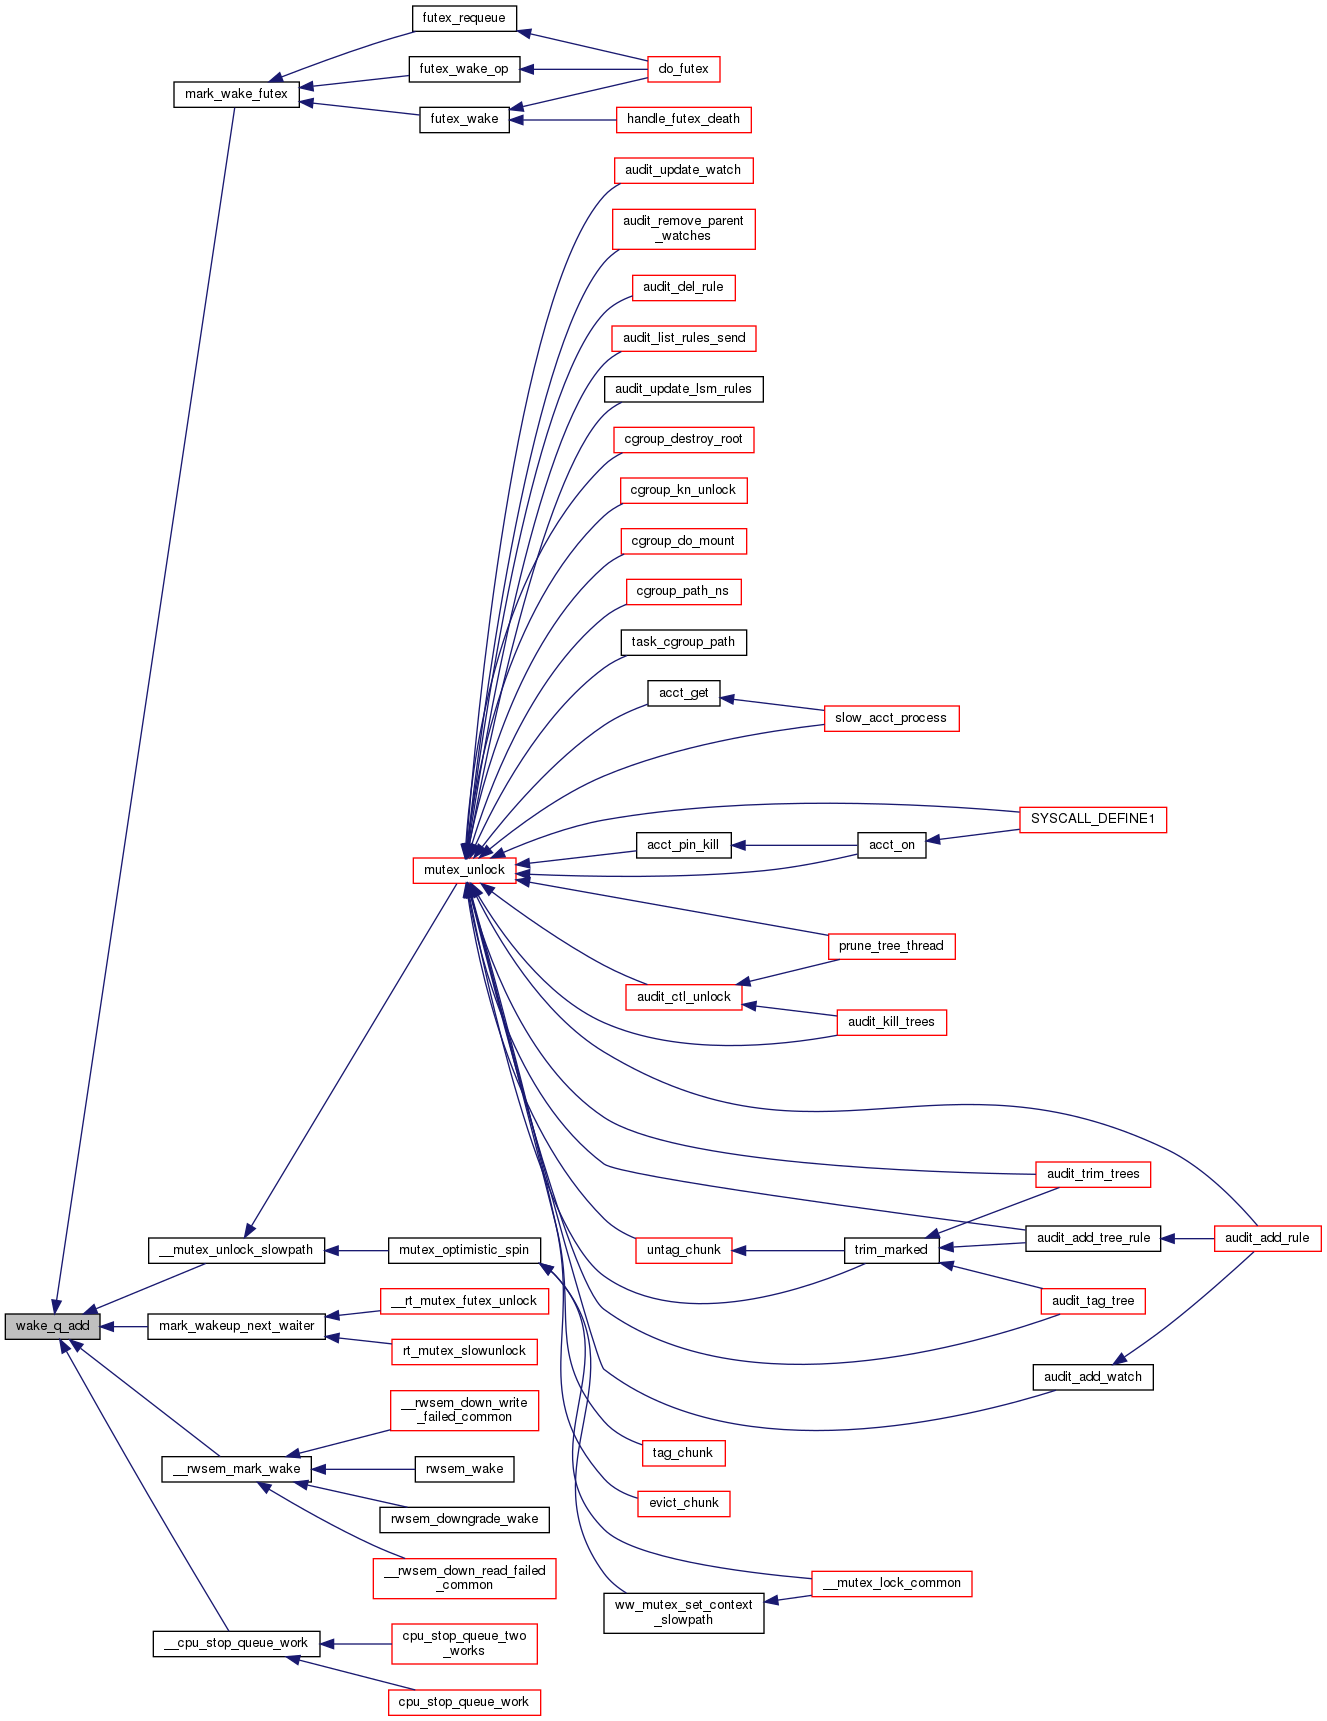 futex_requeue
futex_wake_op
do_futex
mark_wake_futex
futex_wake
handle_futex_death
audit_update_watch
audit_remove_parent
_watches
audit_del_rule
audit_list_rules_send
audit_update_lsm_rules
cgroup_destroy_root
cgroup_kn_unlock
cgroup_do_mount
cgroup_path_ns
task_cgroup_path
acct_get
slow_acct_process
SYSCALL_DEFINE1
acct_pin_kill
acct_on
mutex_unlock
prune_tree_thread
audit_ctl_unlock
audit_kill_trees
audit_trim_trees
audit_add_tree_rule
audit_add_rule
__mutex_unlock_slowpath
mutex_optimistic_spin
untag_chunk
trim_marked
audit_tag_tree
__rt_mutex_futex_unlock
wake_q_add
mark_wakeup_next_waiter
rt_mutex_slowunlock
audit_add_watch
__rwsem_down_write
_failed_common
tag_chunk
__rwsem_mark_wake
rwsem_wake
evict_chunk
rwsem_downgrade_wake
__rwsem_down_read_failed
_common
__mutex_lock_common
ww_mutex_set_context
_slowpath
__cpu_stop_queue_work
cpu_stop_queue_two
_works
cpu_stop_queue_work